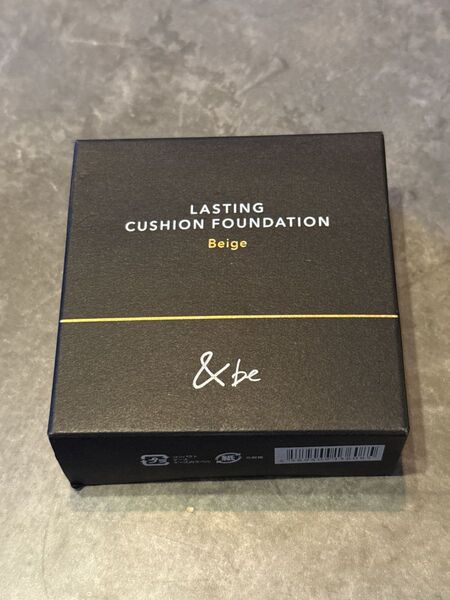 LASTING
CUSHION FOUNDATION
Beige
&be